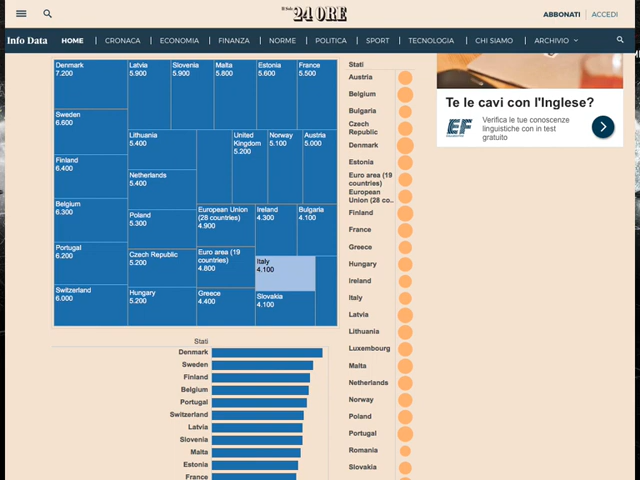 Il Sole
24 ORE
ABBONATI | ACCEDI
Info Data
HOME | CRONACA | ECONOMIA | FINANZA | NORME | POLITICA | SPORT | TECNOLOGIA | CHI SIAMO | ARCHIVIO
Denmark
7.200
Sweden
6.600
Finland
6.400
Belgium
6.300
Portugal
6.200
Switzerland
6.000
Latvia
5.900
Slovenia
5.900
Malta
5.800
Estonia
5.600
France
5.500
Lithuania
5.400
Netherlands
5.400
Poland
5.300
Czech Republic
5.200
Hungary
5.200
United
Kingdom
5.200
Norway
5.100
Austria
5.000
European Union
(28 countries)
4.900
Euro area (19
countries)
4.800
Greece
4.400
Ireland
4.300
Bulgaria
4.100
Italy
4.100
Slovakia
4.100
Stati
Austria
Belgium
Bulgaria
Czech
Republic
Denmark
Estonia
Euro area (19
countries)
European
Union (28 co..
Finland
France
Greece
Hungary
Ireland
Italy
Latvia
Lithuania
Luxembourg
Malta
Netherlands
Norway
Poland
Portugal
Romania
Slovakia
Stati
Denmark
Sweden
Finland
Belgium
Portugal
Switzerland
Latvia
Slovenia
Malta
Estonia
France
Te le cavi con l'Inglese?
EF
Verifica le tue conoscenze
linguistiche con in test
gratuito